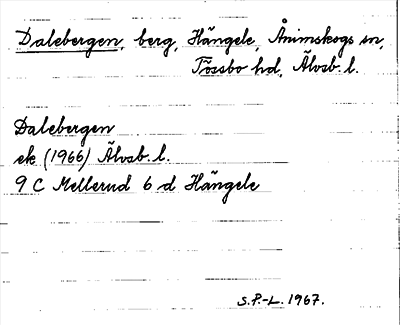 Dalebergen, berg, Hängele, Ånimskogs sn,
Tössbo hd, Älvsb. l.
Dalebergen
ek (1966) Älvsb. l.
9 C Mellerud 6 d Hängele
S.P.-L. 1967.